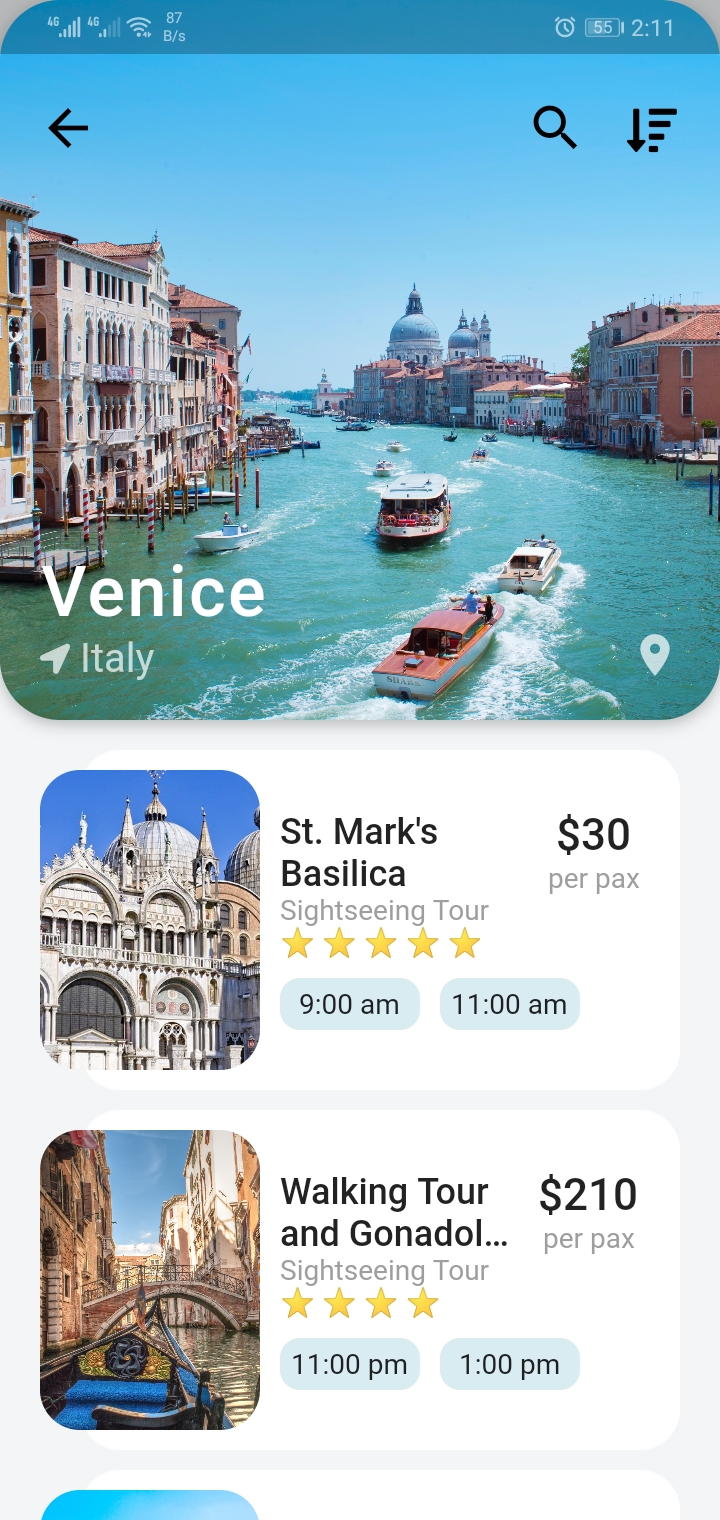 4G 4G 87 B/s 55 2:11
Venice
Italy
St. Mark's
Basilica
$30
per pax
Sightseeing Tour
9:00 am 11:00 am
Walking Tour
and Gonadol...
$210
per pax
Sightseeing Tour
11:00 pm 1:00 pm